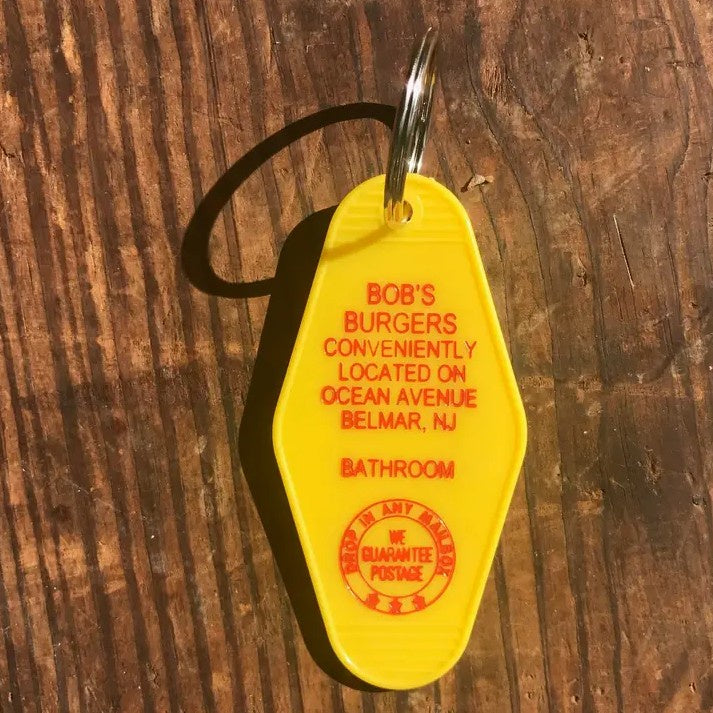 BOB'S
BURGERS
CONVENIENTLY
LOCATED ON
OCEAN AVENUE
BELMAR, NJ
BATHROOM
DROP IN ANY MAILBOX
WE
GUARANTEE
POSTAGE